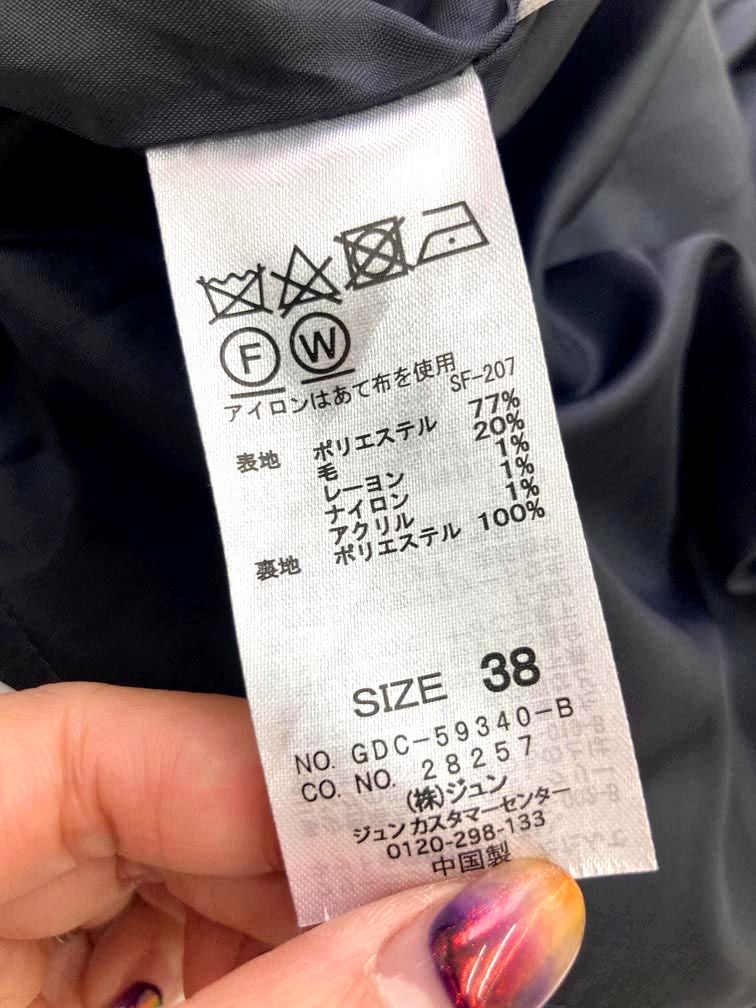 F W
アイロンはあて布を使用
SF-207
表地 ポリエステル 77%
毛 20%
レーヨン 1%
ナイロン 1%
アクリル 1%
裏地 ポリエステル 100%
SIZE 38
NO. GDC-59340-B
CO. NO. 28257
(株)ジュン
ジュンカスタマーセンター
0120-298-133
中国製